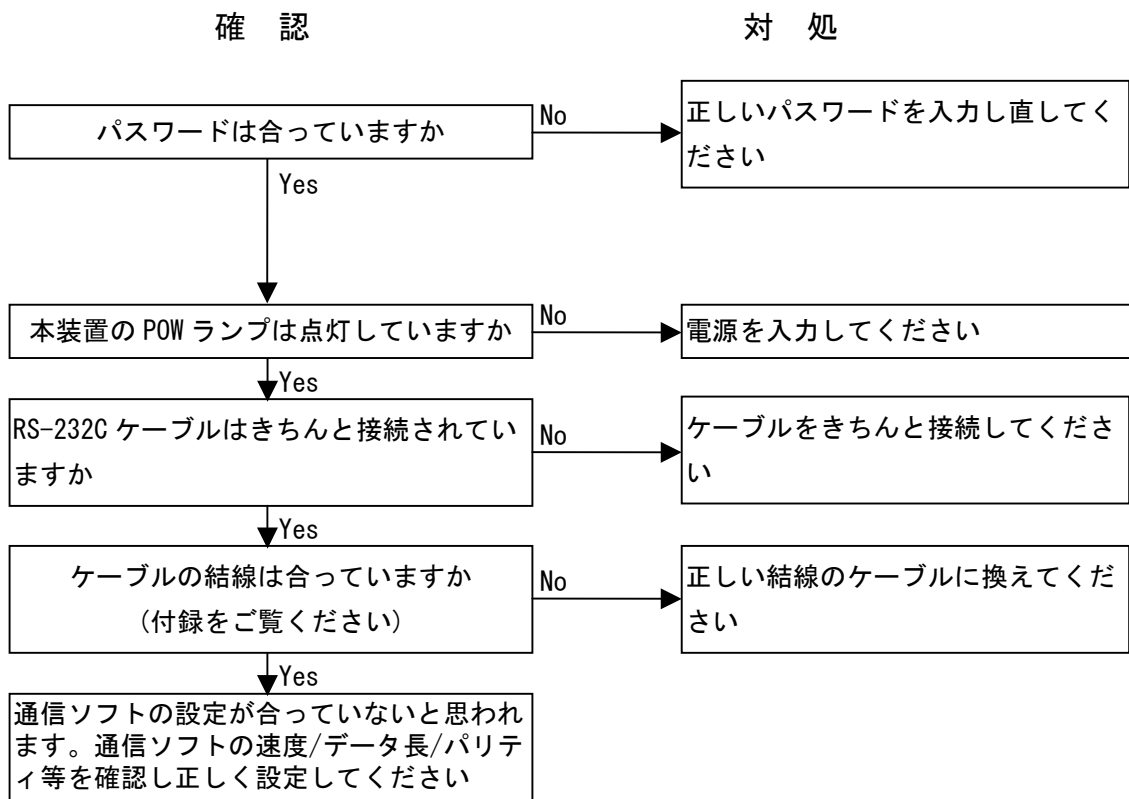 確　認
対　処
パスワードは合っていますか
No
正しいパスワードを入力し直してく
ださい
Yes
本装置の POW ランプは点灯していますか
No
電源を入力してください
Yes
RS-232C ケーブルはきちんと接続されてい
ますか
No
ケーブルをきちんと接続してくださ
い
Yes
ケーブルの結線は合っていますか
(付録をご覧ください)
No
正しい結線のケーブルに換えてくだ
さい
Yes
通信ソフトの設定が合っていないと思われ
ます。通信ソフトの速度/データ長/パリテ
ィ等を確認し正しく設定してください